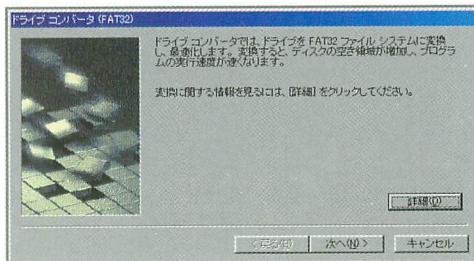 ドライブ コンバータ (FAT32)
ドライブ コンバータでは、ドライブを FAT32 ファイル システムに変換
し、最適化します。変換すると、ディスクの空き領域が増加し、プログラ
ムの実行速度が速くなります。
変換に関する情報を見るには、[詳細] をクリックしてください。
詳細(D)
< 戻る(B)
次へ(N) >
キャンセル